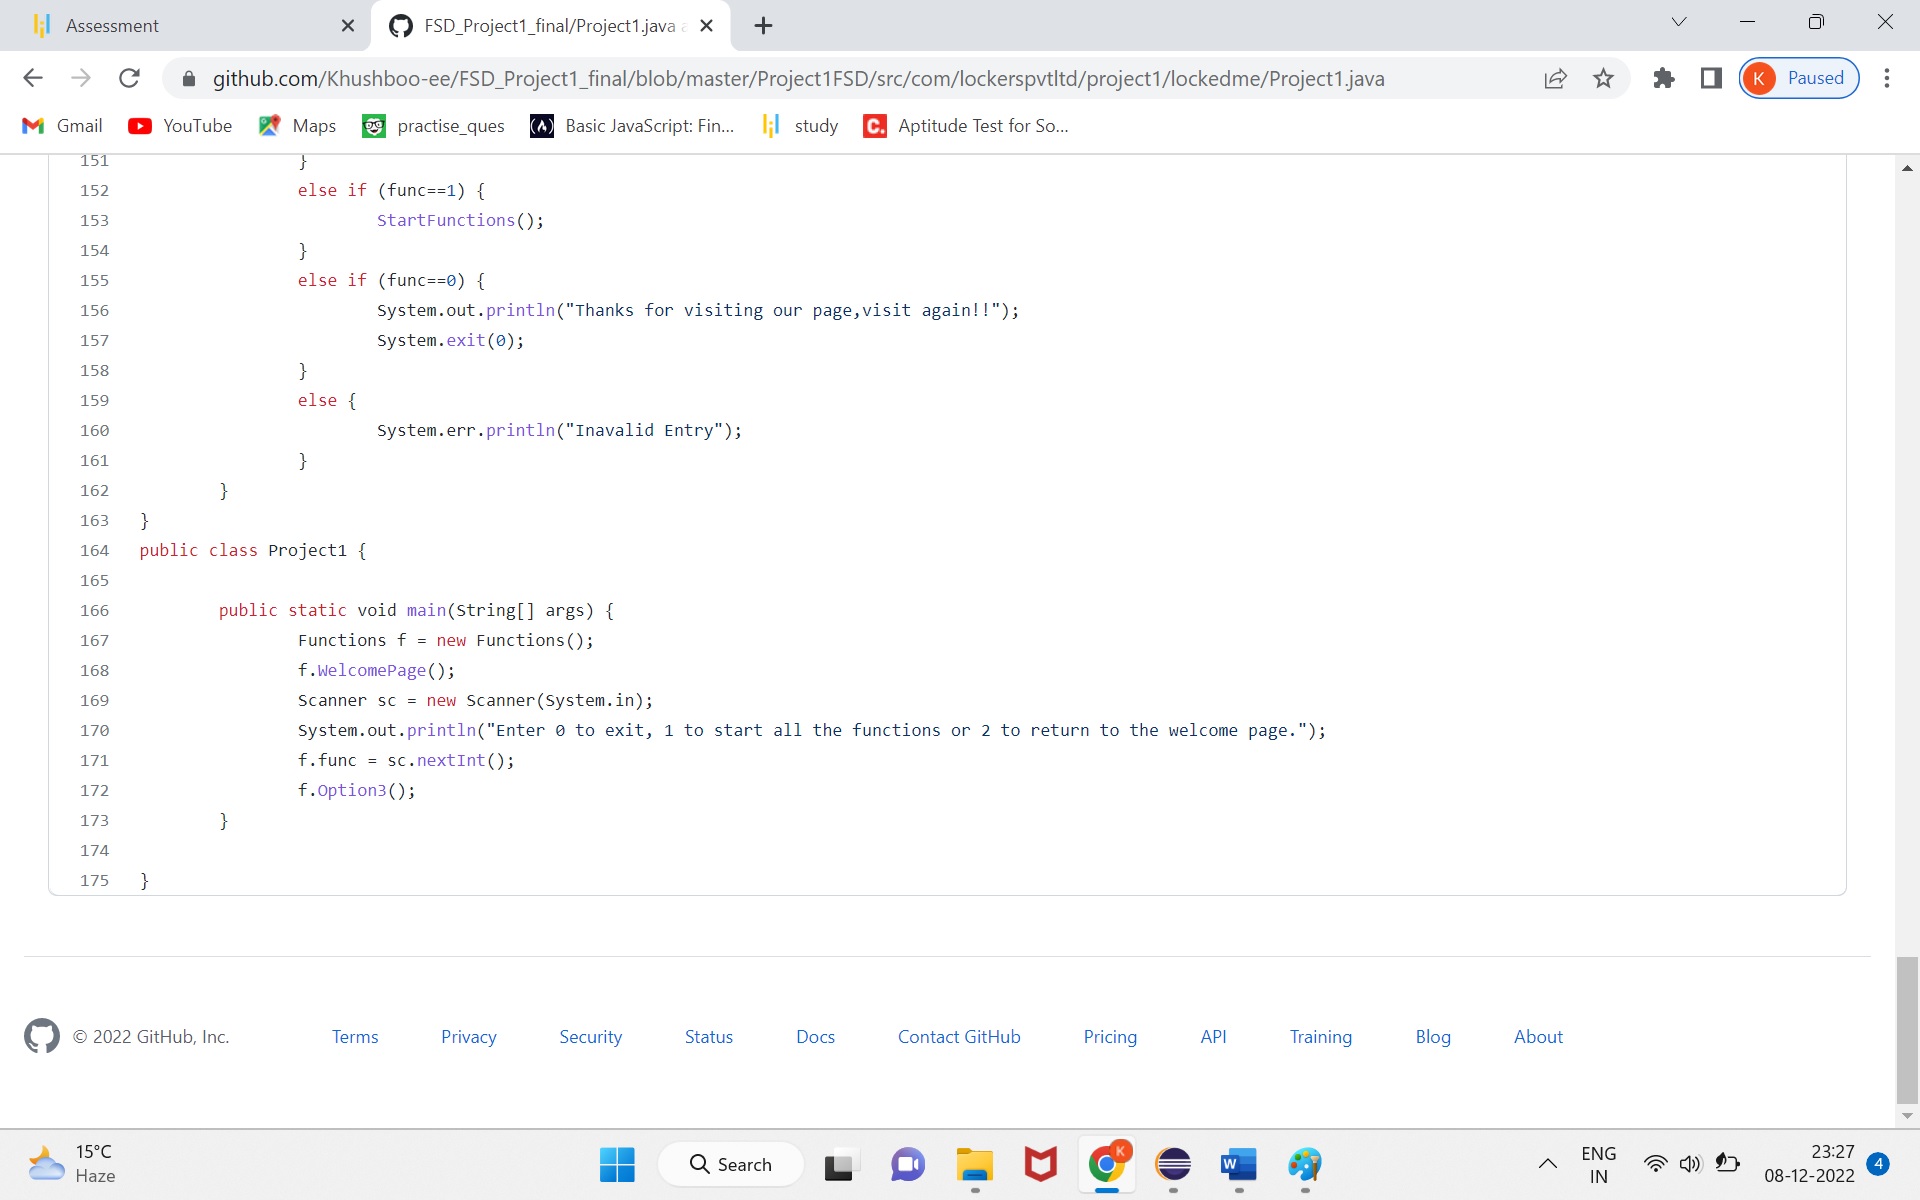 Assessment
FSD_Project1_final/Project1.java a
github.com/Khushboo-ee/FSD_Project1_final/blob/master/Project1FSD/src/com/lockerspvtltd/project1/lockedme/Project1.java
K Paused
Gmail YouTube Maps practise_ques Basic JavaScript: Fin... study C. Aptitude Test for So...
151 }
152 else if (func==1) {
153 StartFunctions();
154 }
155 else if (func==0) {
156 System.out.println("Thanks for visiting our page,visit again!!");
157 System.exit(0);
158 }
159 else {
160 System.err.println("Inavalid Entry");
161 }
162 }
163 }
164 public class Project1 {
165
166 public static void main(String[] args) {
167 Functions f = new Functions();
168 f.WelcomePage();
169 Scanner sc = new Scanner(System.in);
170 System.out.println("Enter 0 to exit, 1 to start all the functions or 2 to return to the welcome page.");
171 f.func = sc.nextInt();
172 f.Option3();
173 }
174
175 }
© 2022 GitHub, Inc. Terms Privacy Security Status Docs Contact GitHub Pricing API Training Blog About
15°C
Haze
Search
K
W
ENG
IN
23:27
08-12-2022
4